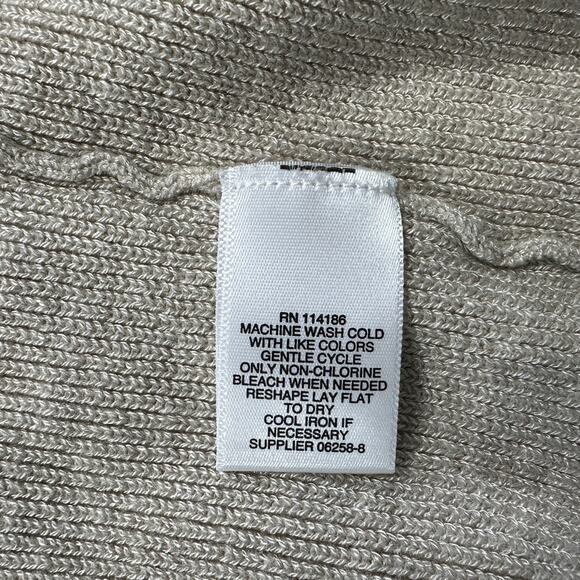 RN 114186
MACHINE WASH COLD
WITH LIKE COLORS
GENTLE CYCLE
ONLY NON-CHLORINE
BLEACH WHEN NEEDED
RESHAPE LAY FLAT
TO DRY
COOL IRON IF
NECESSARY
SUPPLIER 06258-8